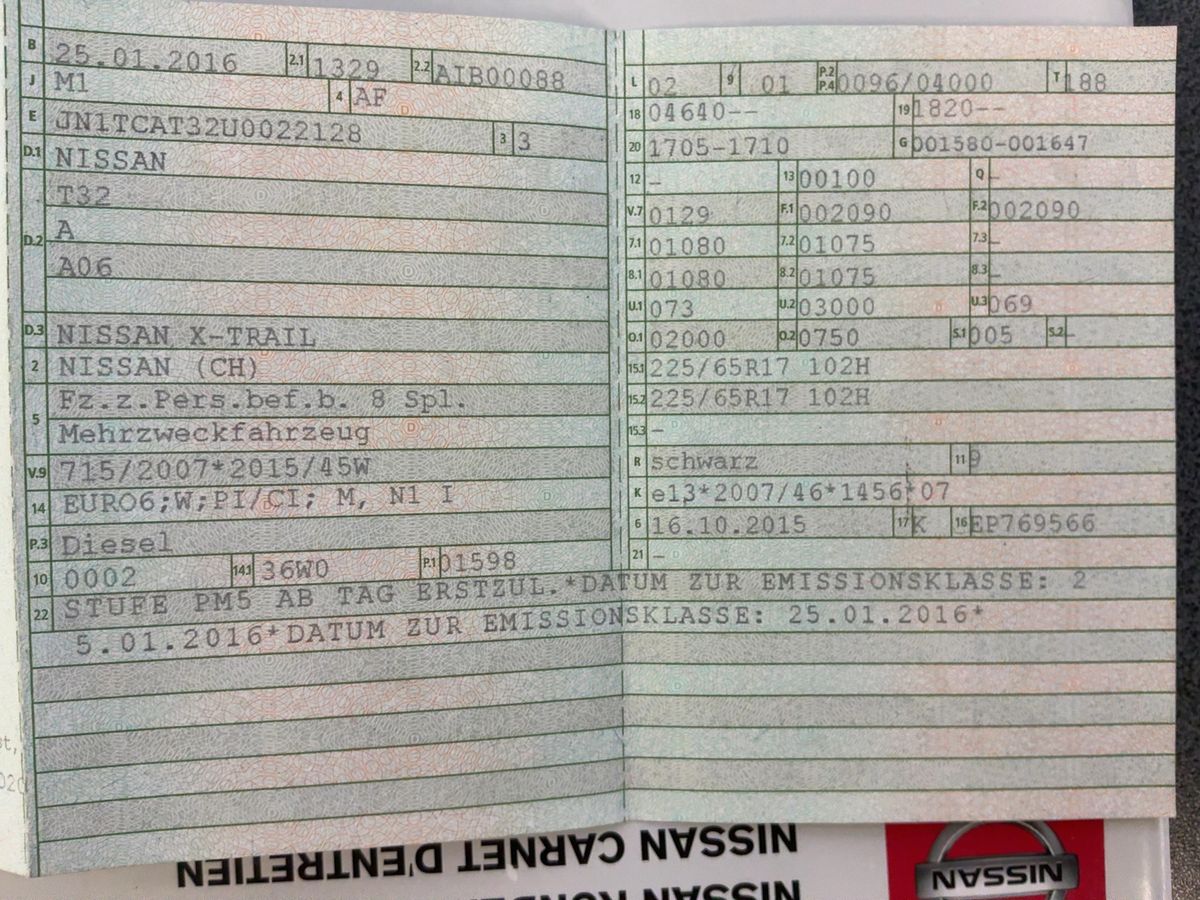 B 25.01.2016 2.1 1329 2.2 AIB00088
J M1 4 AF
E JN1TCAT32U0022128 3 3
D.1 NISSAN
T32
D.2 A
A06
D.3 NISSAN X-TRAIL
2 NISSAN (CH)
5 Fz.z.Pers.bef.b. 8 Spl.
Mehrzweckfahrzeug
V.9 715/2007*2015/45W
14 EURO6;W;PI/CI; M, N1 I
P.3 Diesel
10 0002 14.1 36W0 P.1 01598
L 02 9 01 P.2 P.4 0096/04000 T 188
18 04640-- 19 1820--
20 1705-1710 G 001580-001647
12 – 13 00100 Q –
V.7 0129 F.1 002090 F.2 002090
7.1 01080 7.2 01075 7.3 –
8.1 01080 8.2 01075 8.3 –
U.1 073 U.2 03000 U.3 069
O.1 02000 O.2 0750 S.1 005 S.2 –
15.1 225/65R17 102H
15.2 225/65R17 102H
15.3 –
R schwarz 11 9
K e13*2007/46*1456*07
6 16.10.2015 17 K 16 EP769566
21 –
22 STUFE PM5 AB TAG ERSTZUL.*DATUM ZUR EMISSIONSKLASSE: 2
5.01.2016*DATUM ZUR EMISSIONSKLASSE: 25.01.2016*
NISSAN CARNET D'ENTRETIEN
NISSAN
NISSAN